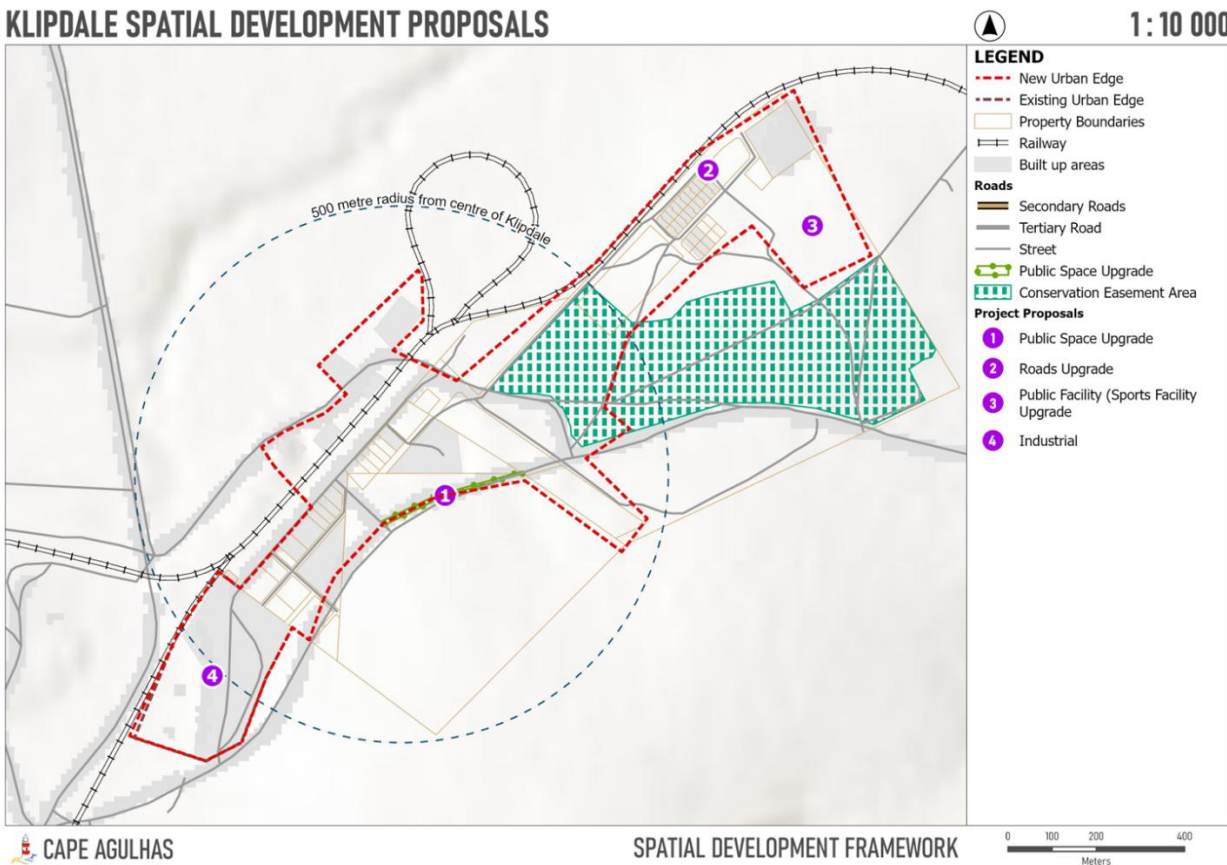 KLIPDALE SPATIAL DEVELOPMENT PROPOSALS
1 : 10 000
500 metre radius from centre of Klipdale
2
3
1
4
LEGEND
New Urban Edge
Existing Urban Edge
Property Boundaries
Railway
Built up areas
Roads
Secondary Roads
Tertiary Road
Street
Public Space Upgrade
Conservation Easement Area
Project Proposals
1 Public Space Upgrade
2 Roads Upgrade
3 Public Facility (Sports Facility
Upgrade
4 Industrial
CAPE AGULHAS
SPATIAL DEVELOPMENT FRAMEWORK
0 100 200 400
Meters